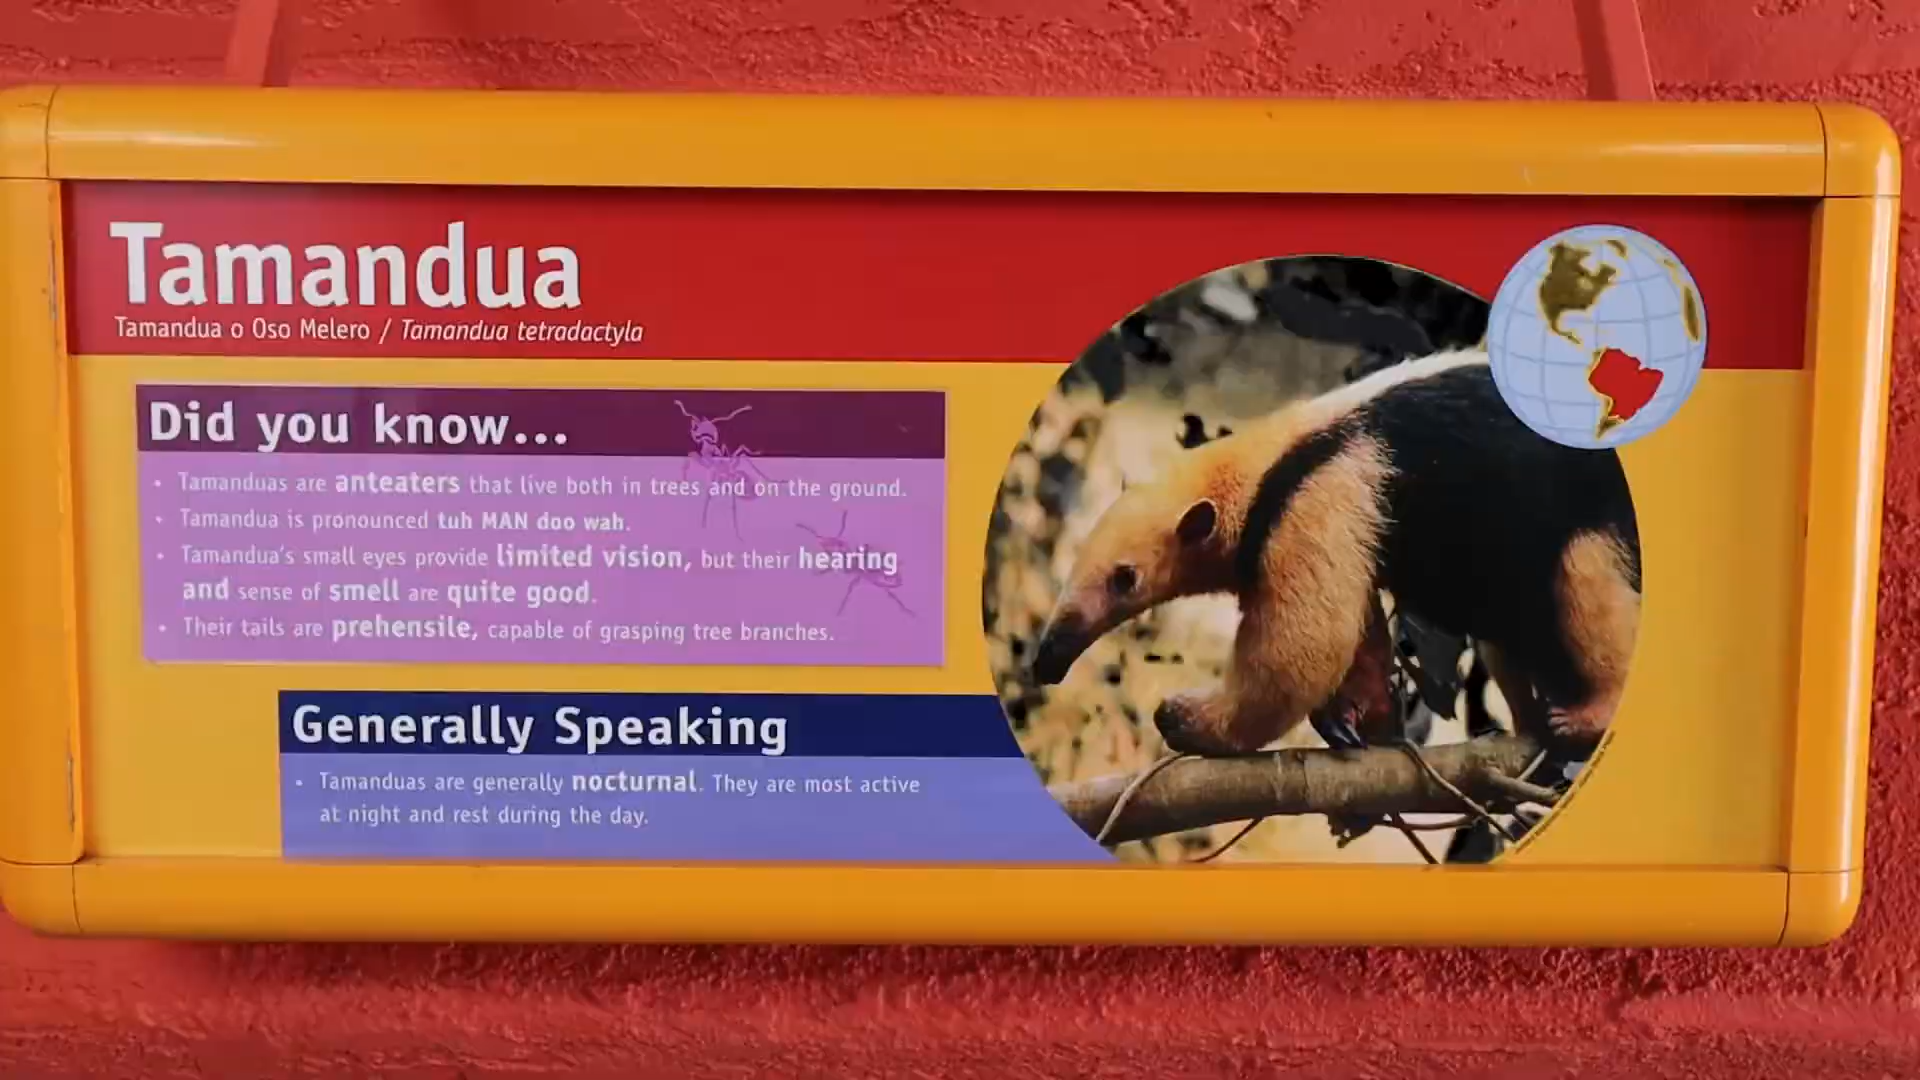 Tamandua
Tamandua o Oso Melero / Tamandua tetradactyla
Did you know...
• Tamanduas are anteaters that live both in trees and on the ground.
• Tamandua is pronounced tuh MAN doo wah.
• Tamandua's small eyes provide limited vision, but their hearing
and sense of smell are quite good.
• Their tails are prehensile, capable of grasping tree branches.
Generally Speaking
• Tamanduas are generally nocturnal. They are most active
at night and rest during the day.